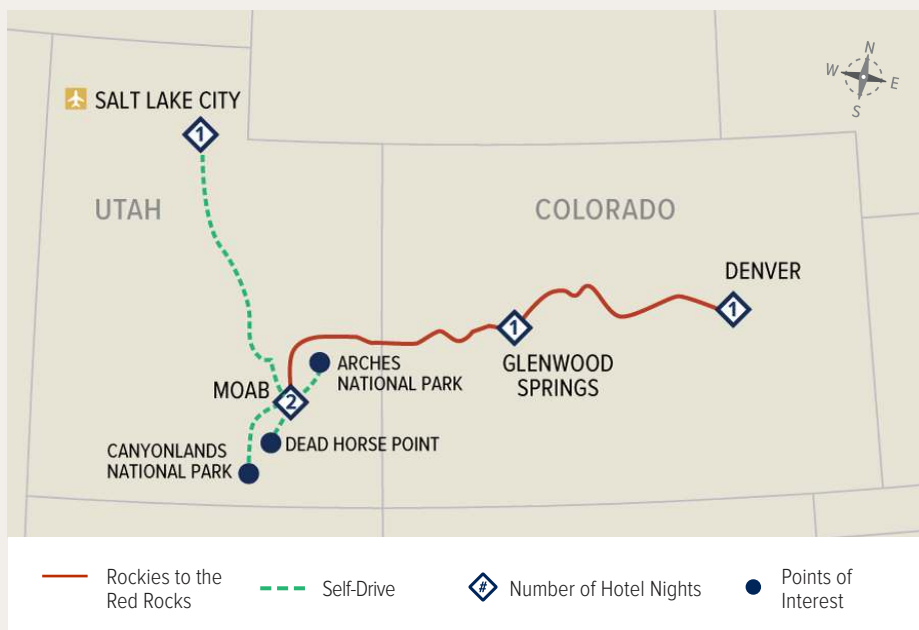 N
W
E
S
SALT LAKE CITY
1
UTAH
COLORADO
DENVER
1
1
GLENWOOD
SPRINGS
ARCHES
NATIONAL PARK
MOAB
2
DEAD HORSE POINT
CANYONLANDS
NATIONAL PARK
Rockies to the
Red Rocks
Self-Drive
#
Number of Hotel Nights
Points of
Interest